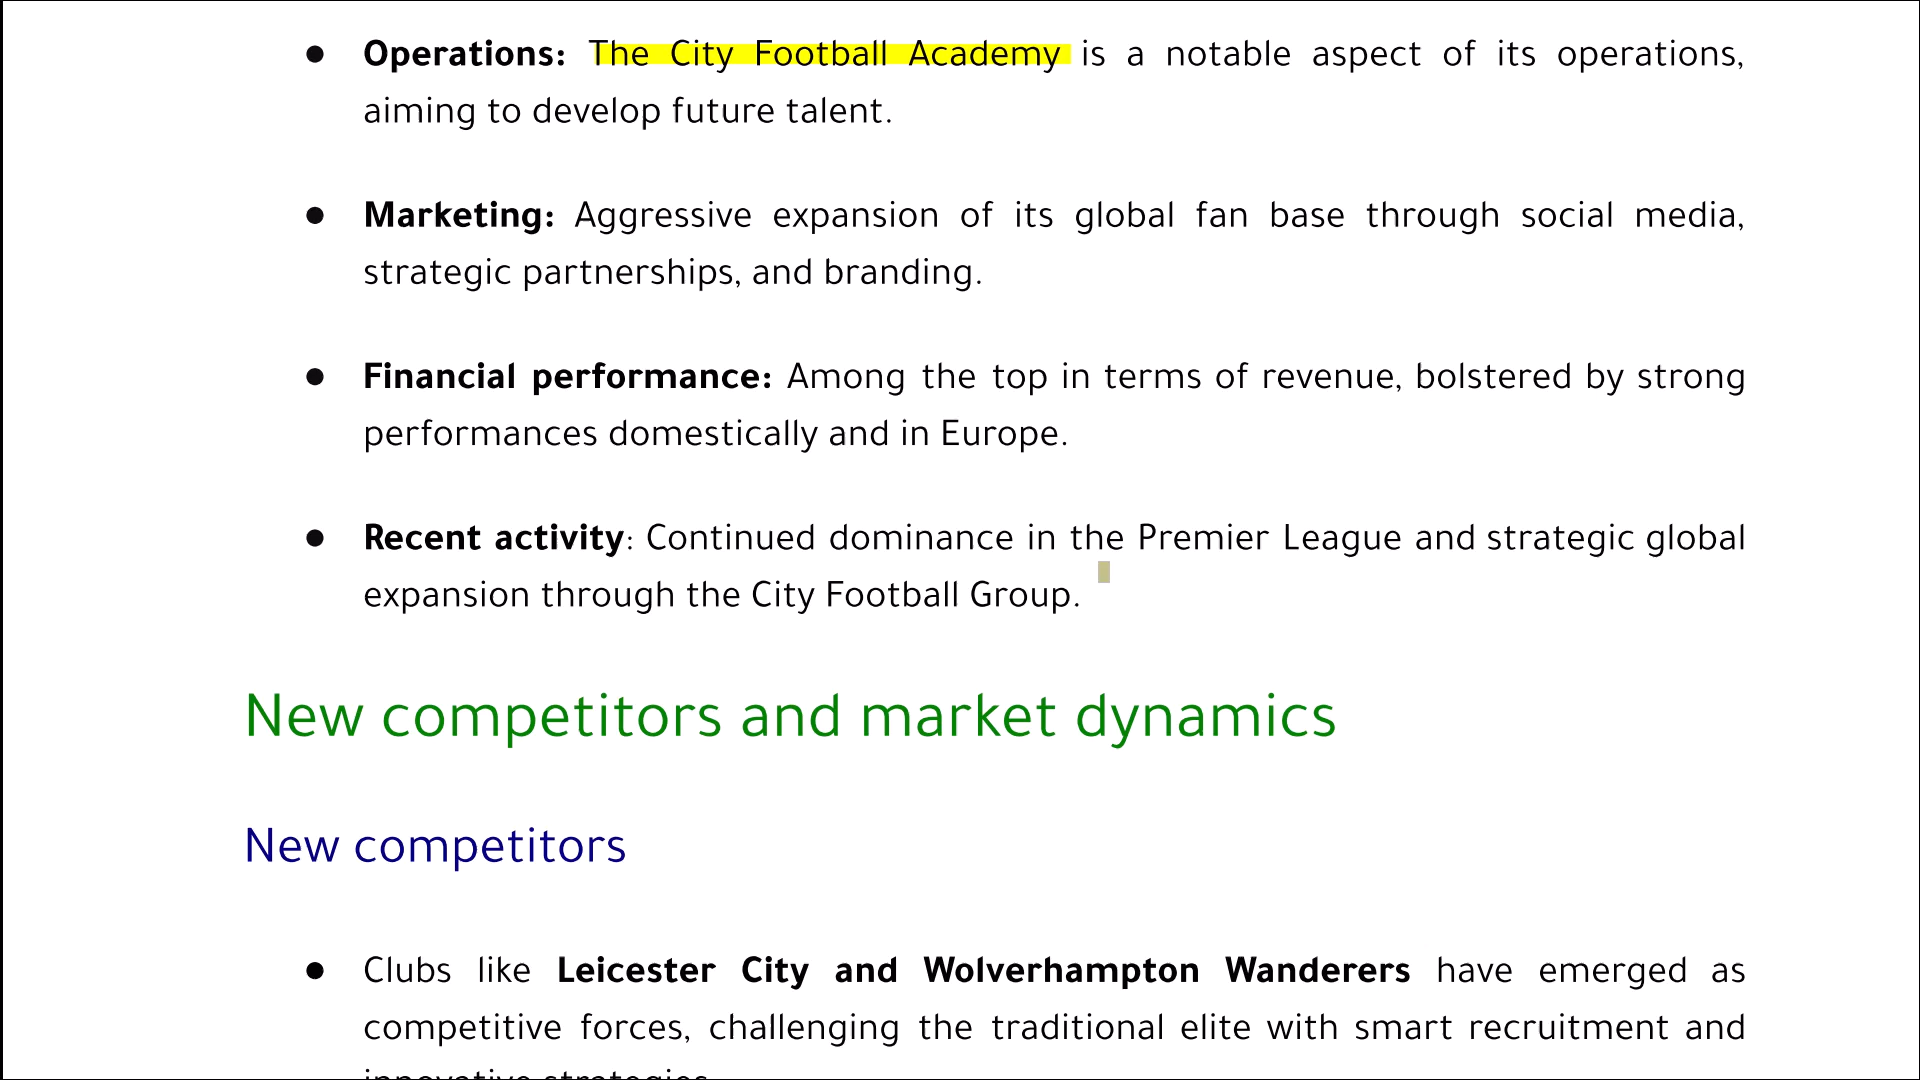 ● Operations: The City Football Academy is a notable aspect of its operations,
aiming to develop future talent.
● Marketing: Aggressive expansion of its global fan base through social media,
strategic partnerships, and branding.
● Financial performance: Among the top in terms of revenue, bolstered by strong
performances domestically and in Europe.
● Recent activity: Continued dominance in the Premier League and strategic global
expansion through the City Football Group.
New competitors and market dynamics
New competitors
● Clubs like Leicester City and Wolverhampton Wanderers have emerged as
competitive forces, challenging the traditional elite with smart recruitment and
innovative strategies.